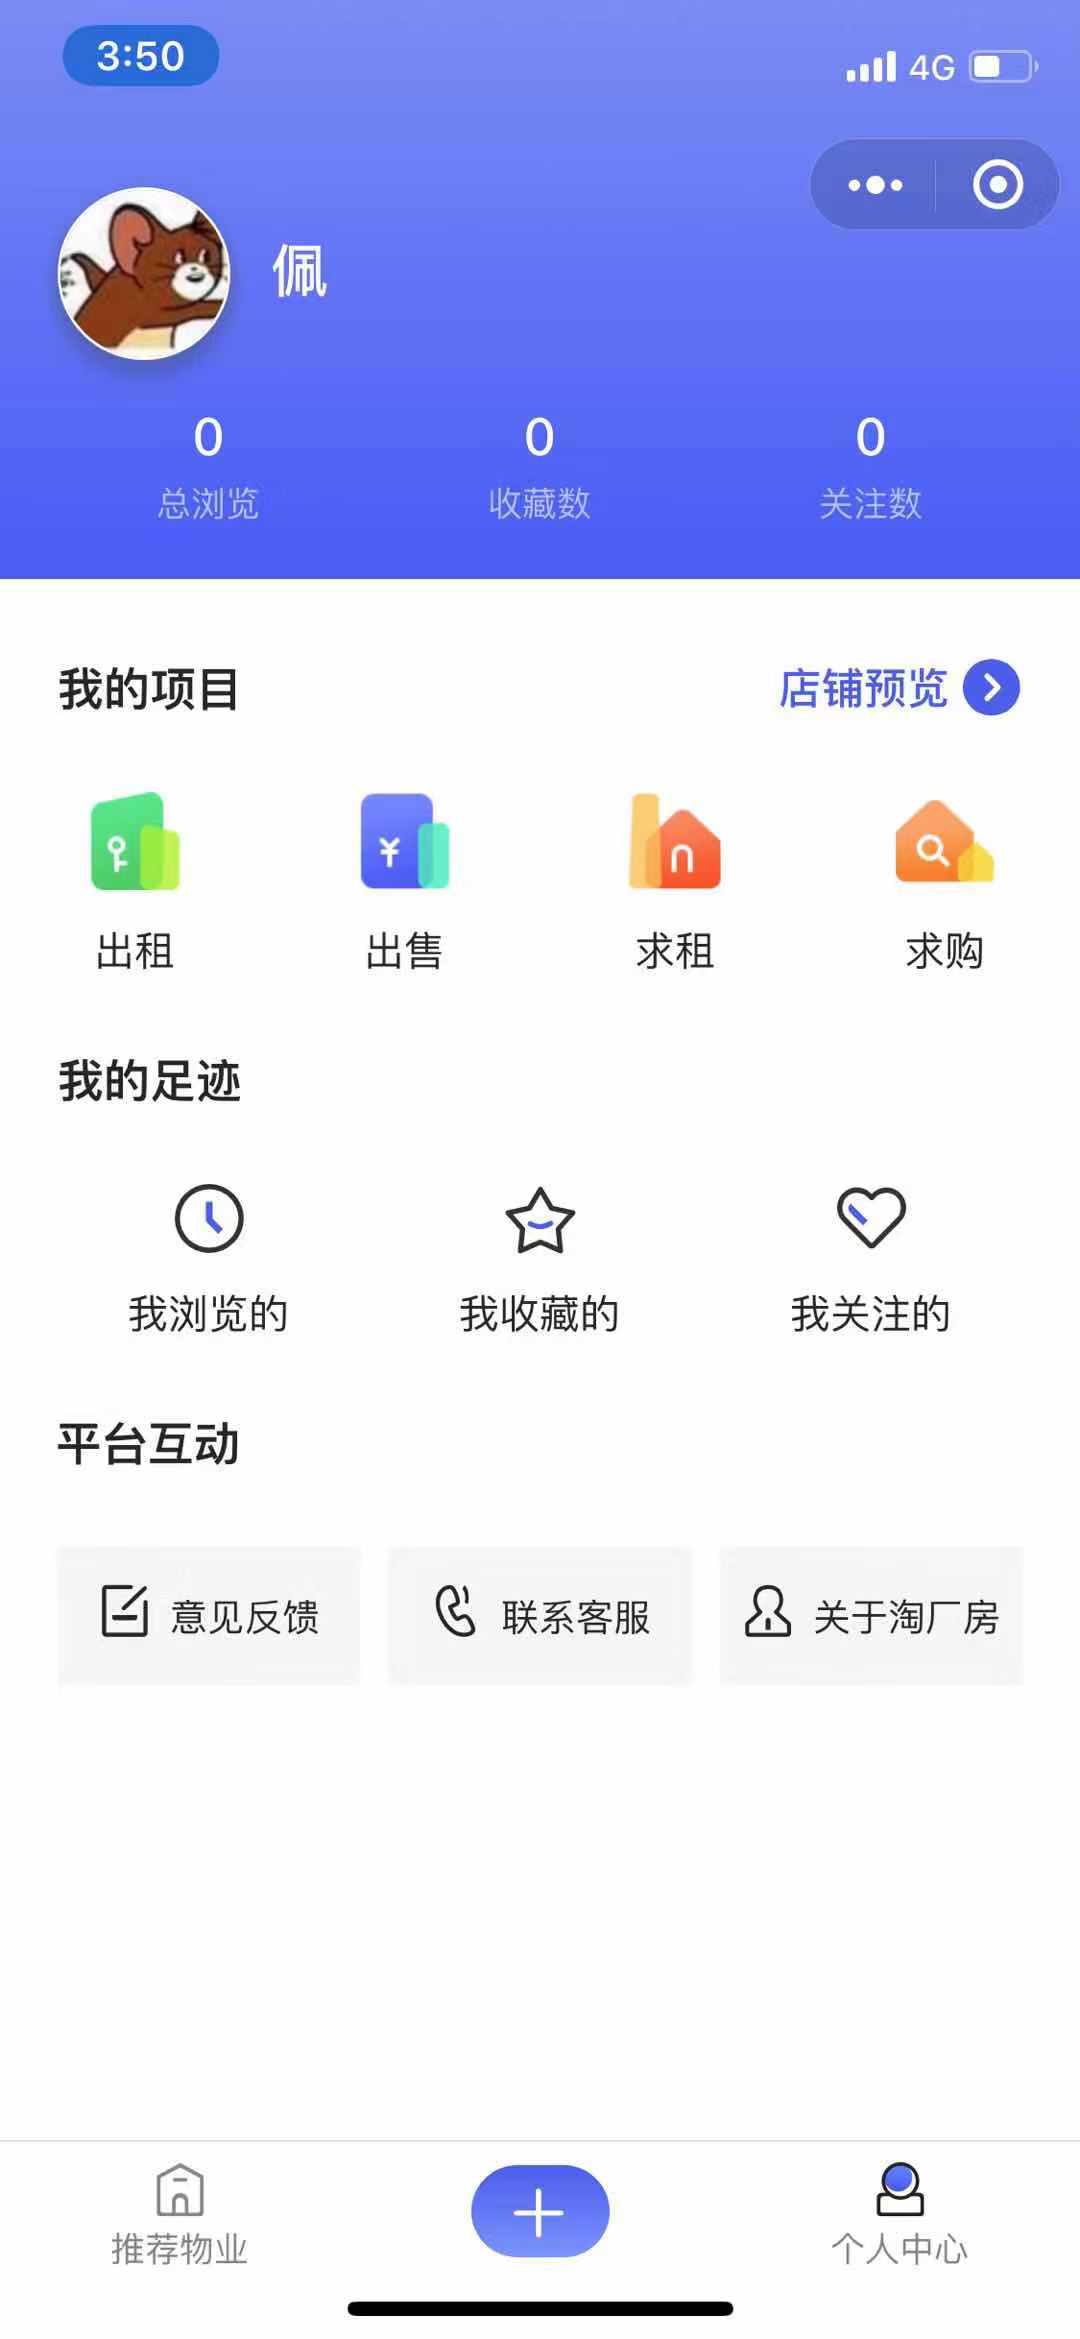 3:50
4G
佩
0 0 0
总浏览 收藏数 关注数
我的项目 店铺预览
出租 出售 求租 求购
我的足迹
我浏览的 我收藏的 我关注的
平台互动
意见反馈 联系客服 关于淘厂房
推荐物业 个人中心